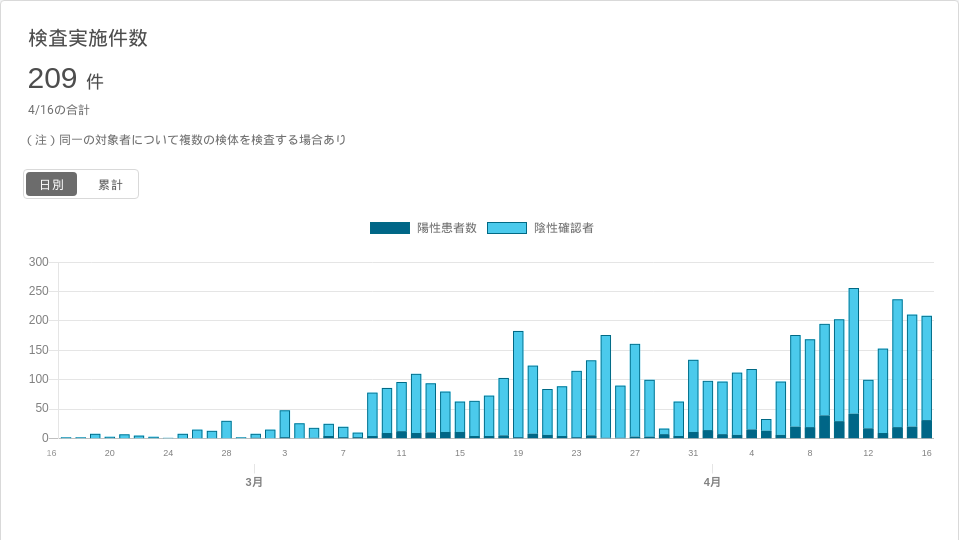 検査実施件数
209 件
4/16の合計
（注）同一の対象者について複数の検体を検査する場合あり
日別 累計
陽性患者数 陰性確認者
300
250
200
150
100
50
0
16 20 24 28 3 7 11 15 19 23 27 31 4 8 12 16
3月 4月